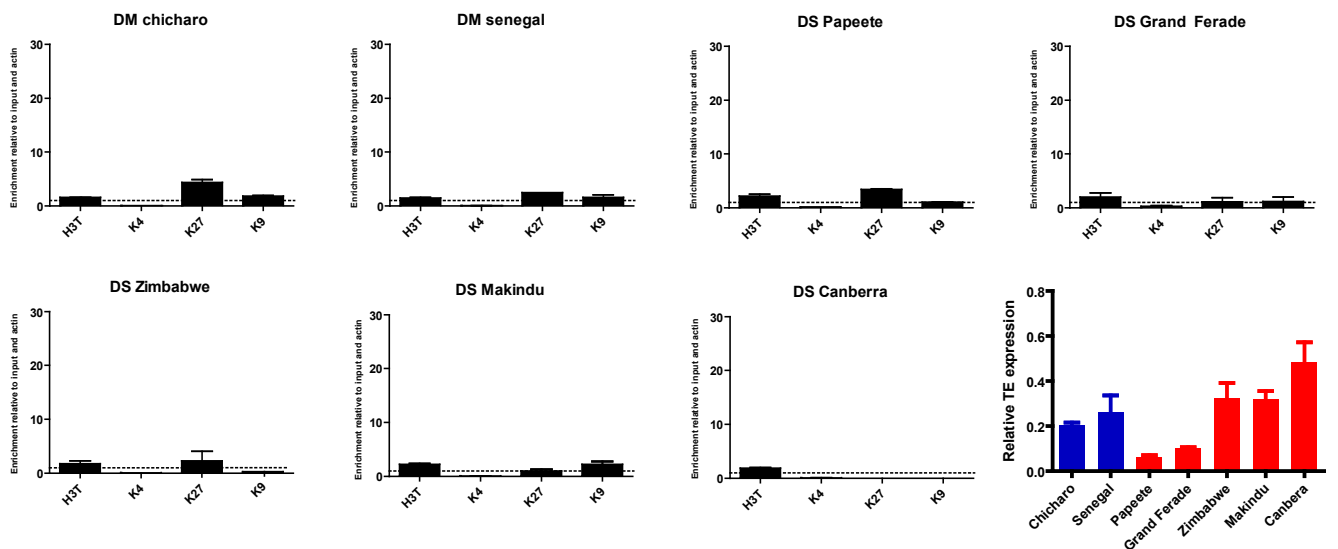 DM chicharo
Enrichment relative to input and actin
30
20
10
0
H3T
K4
K27
K9
DM senegal
Enrichment relative to input and actin
30
20
10
0
H3T
K4
K27
K9
DS Papeete
Enrichment relative to input and actin
30
20
10
0
H3T
K4
K27
K9
DS Grand Ferade
Enrichment relative to input and actin
30
20
10
0
H3T
K4
K27
K9
DS Zimbabwe
Enrichment relative to input and actin
30
20
10
0
H3T
K4
K27
K9
DS Makindu
Enrichment relative to input and actin
30
20
10
0
H3T
K4
K27
K9
DS Canberra
Enrichment relative to input and actin
30
20
10
0
H3T
K4
K27
K9
Relative TE expression
0.8
0.6
0.4
0.2
0.0
Chicharo
Senegal
Papeete
Grand Ferade
Zimbabwe
Makindu
Canbera